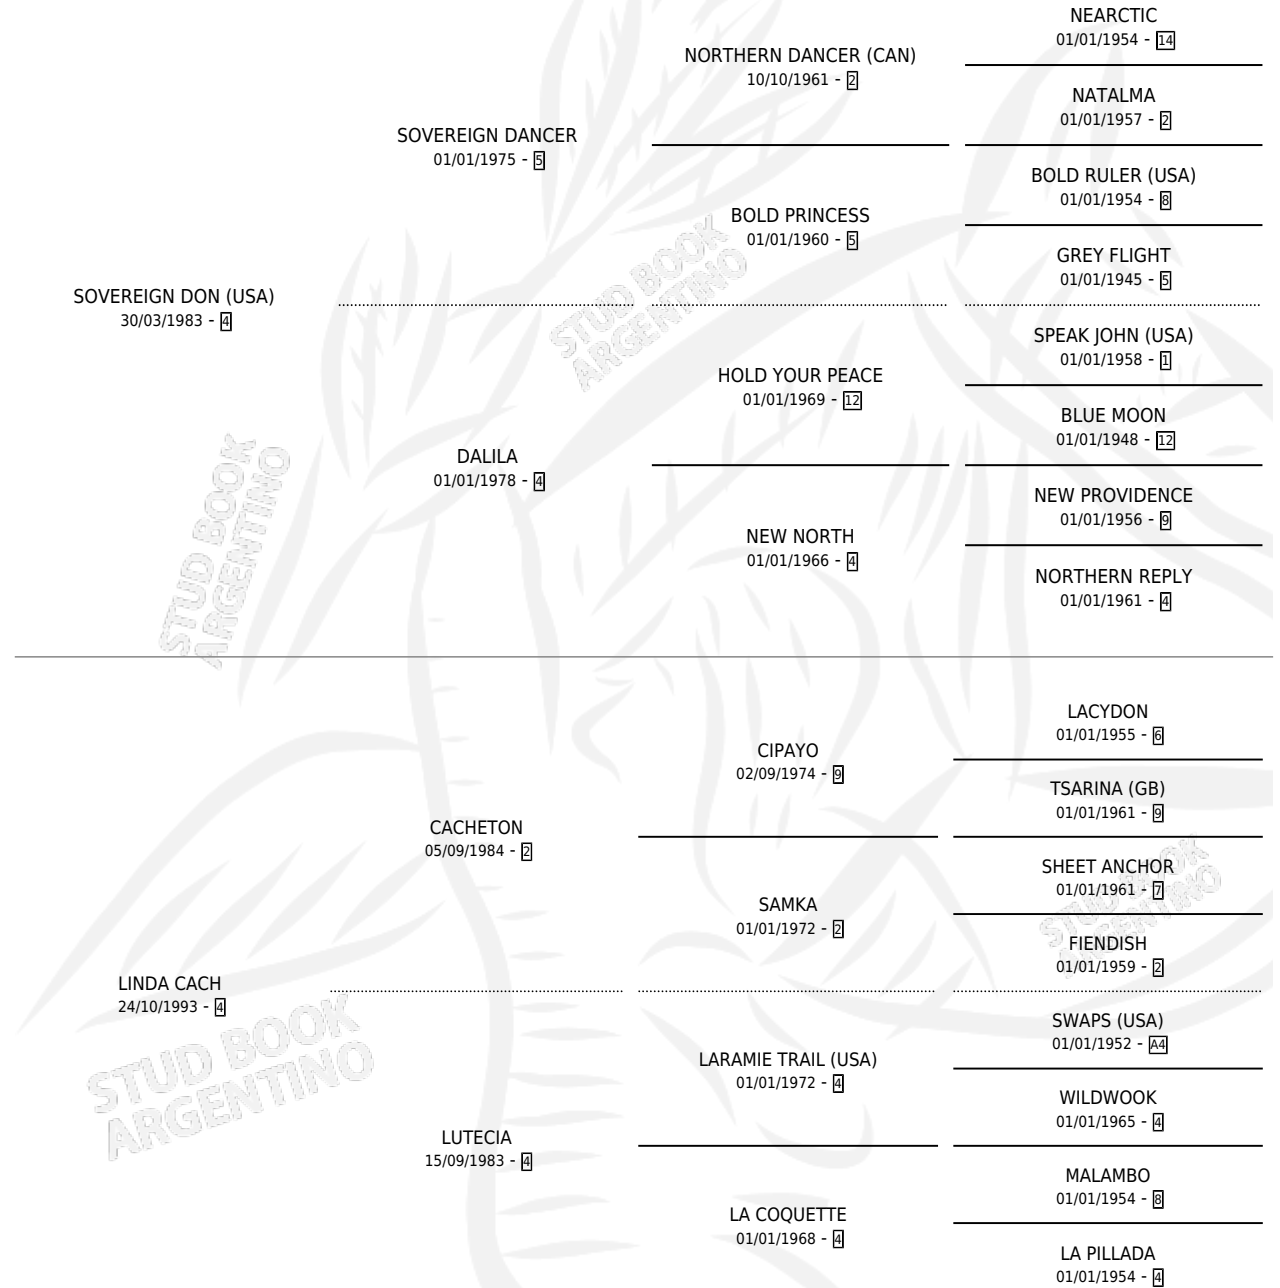 NEARCTIC
01/01/1954 - 14
NORTHERN DANCER (CAN)
10/10/1961 - 2
NATALMA
01/01/1957 - 2
SOVEREIGN DANCER
01/01/1975 - 5
BOLD RULER (USA)
01/01/1954 - 8
BOLD PRINCESS
01/01/1960 - 5
GREY FLIGHT
01/01/1945 - 5
SOVEREIGN DON (USA)
30/03/1983 - 4
STUD BOOK
ARGENTINO
SPEAK JOHN (USA)
01/01/1958 - 1
HOLD YOUR PEACE
01/01/1969 - 12
BLUE MOON
01/01/1948 - 12
DALILA
01/01/1978 - 4
NEW PROVIDENCE
01/01/1956 - 9
NEW NORTH
01/01/1966 - 4
NORTHERN REPLY
01/01/1961 - 4
STUD BOOK
ARGENTINO
LACYDON
01/01/1955 - 6
CIPAYO
02/09/1974 - 9
TSARINA (GB)
01/01/1961 - 9
CACHETON
05/09/1984 - 2
SHEET ANCHOR
01/01/1961 - 7
SAMKA
01/01/1972 - 2
FIENDISH
01/01/1959 - 2
STUD BOOK
ARGENTINO
LINDA CACH
24/10/1993 - 4
SWAPS (USA)
01/01/1952 - A4
LARAMIE TRAIL (USA)
01/01/1972 - 4
WILDWOOK
01/01/1965 - 4
STUD BOOK
ARGENTINO
LUTECIA
15/09/1983 - 4
MALAMBO
01/01/1954 - 8
LA COQUETTE
01/01/1968 - 4
LA PILLADA
01/01/1954 - 4